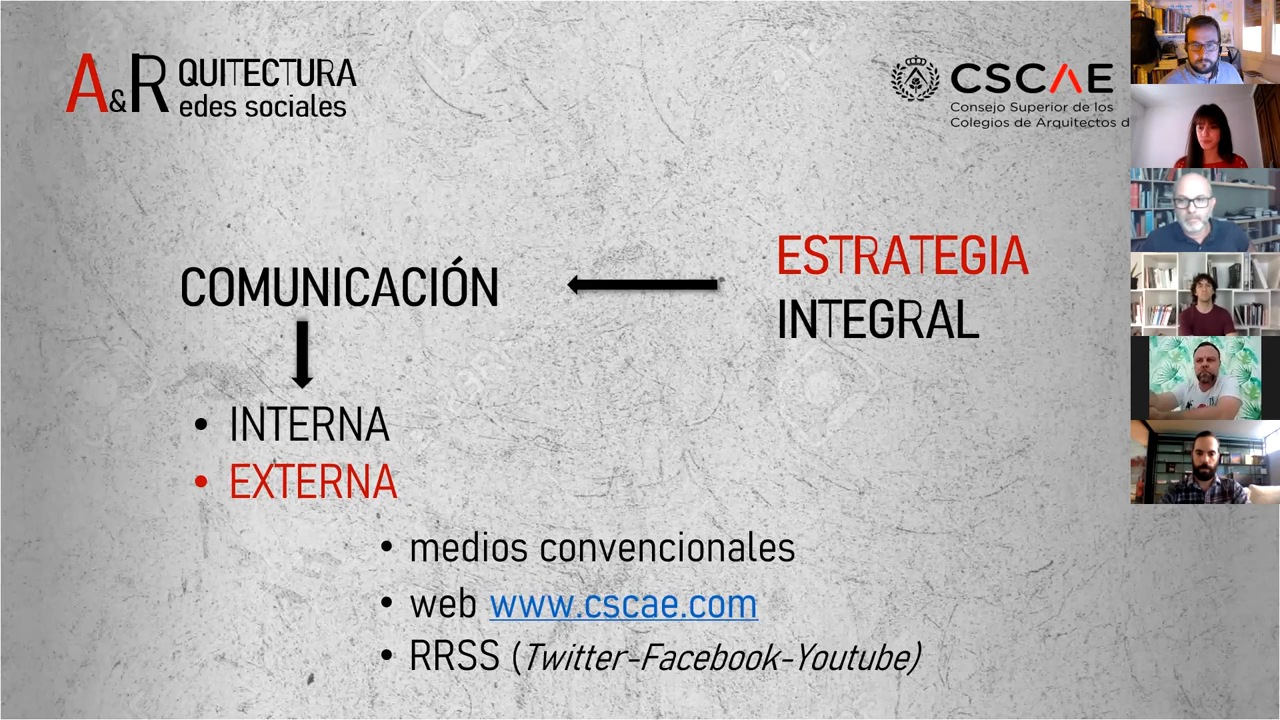 A&R QUITECTURA
edes sociales
CSCAE
Consejo Superior de los
Colegios de Arquitectos d
ESTRATEGIA
INTEGRAL
COMUNICACIÓN
• INTERNA
• EXTERNA
• medios convencionales
• web www.cscae.com
• RRSS (Twitter-Facebook-Youtube)